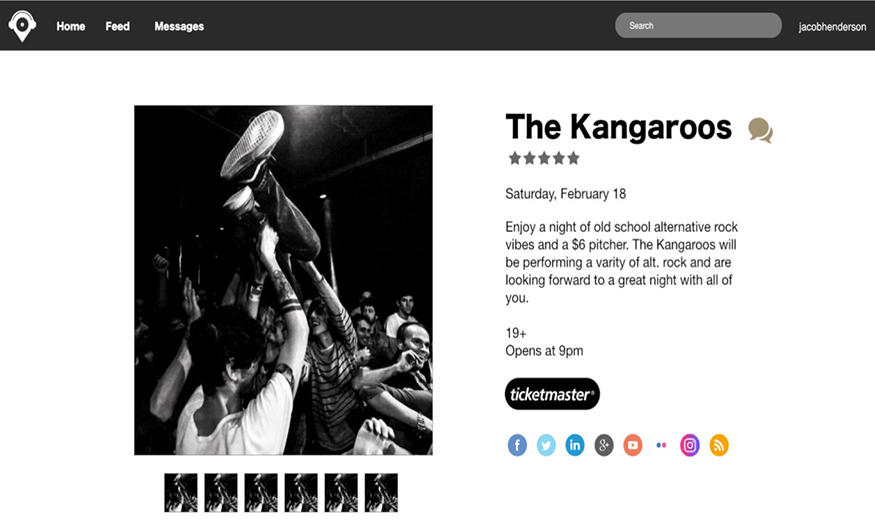 Home Feed Messages Search jacobhenderson
The Kangaroos
Saturday, February 18
Enjoy a night of old school alternative rock
vibes and a $6 pitcher. The Kangaroos will
be performing a varity of alt. rock and are
looking forward to a great night with all of
you.
19+
Opens at 9pm
ticketmaster®
f in g+